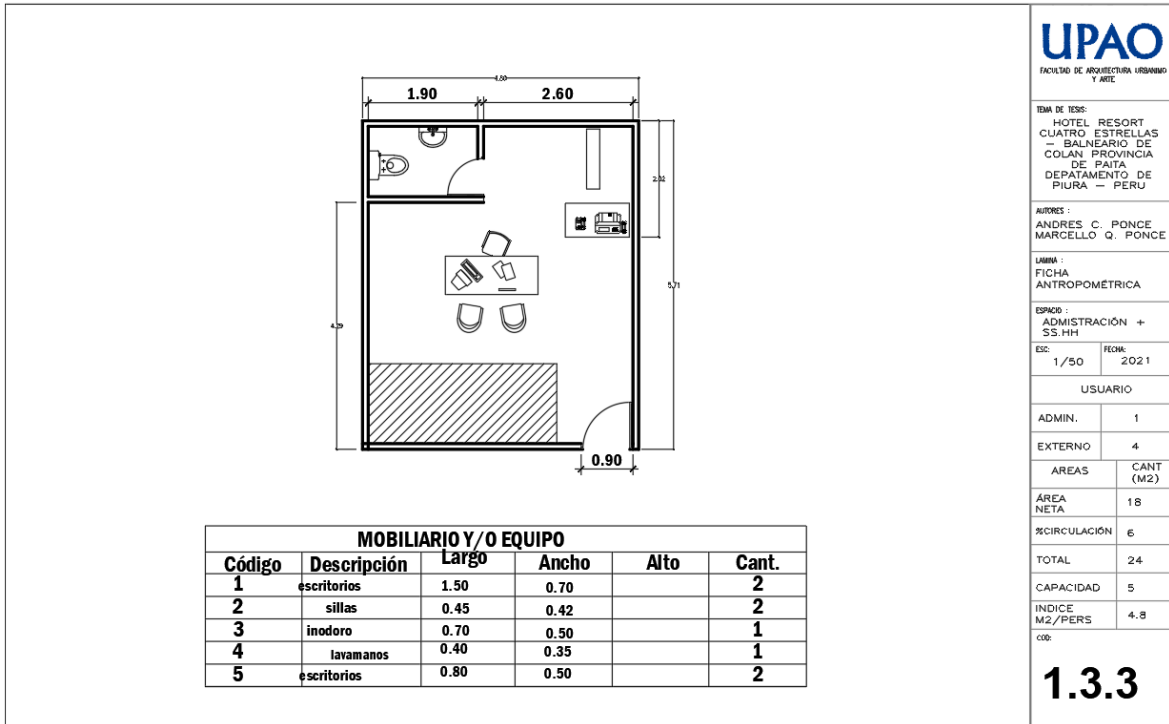 4.80
1.90
2.60
2.02
5.71
4.29
0.90
MOBILIARIO Y/O EQUIPO
Código Descripción Largo Ancho Alto Cant.
1 escritorios 1.50 0.70 2
2 sillas 0.45 0.42 2
3 inodoro 0.70 0.50 1
4 lavamanos 0.40 0.35 1
5 escritorios 0.80 0.50 2
UPAO
FACULTAD DE ARQUITECTURA URBANIMO
Y ARTE
TEMA DE TESIS:
HOTEL RESORT
CUATRO ESTRELLAS
– BALNEARIO DE
COLAN PROVINCIA
DE PAITA
DEPATAMENTO DE
PIURA – PERU
AUTORES :
ANDRES C. PONCE
MARCELLO Q. PONCE
LAMINA :
FICHA
ANTROPOMÉTRICA
ESPACIO :
ADMISTRACIÓN +
SS.HH
ESC: FECHA:
1/50 2021
USUARIO
ADMIN. 1
EXTERNO 4
AREAS CANT
(M2)
ÁREA
NETA 18
%CIRCULACIÓN 6
TOTAL 24
CAPACIDAD 5
INDICE
M2/PERS 4.8
COD:
1.3.3